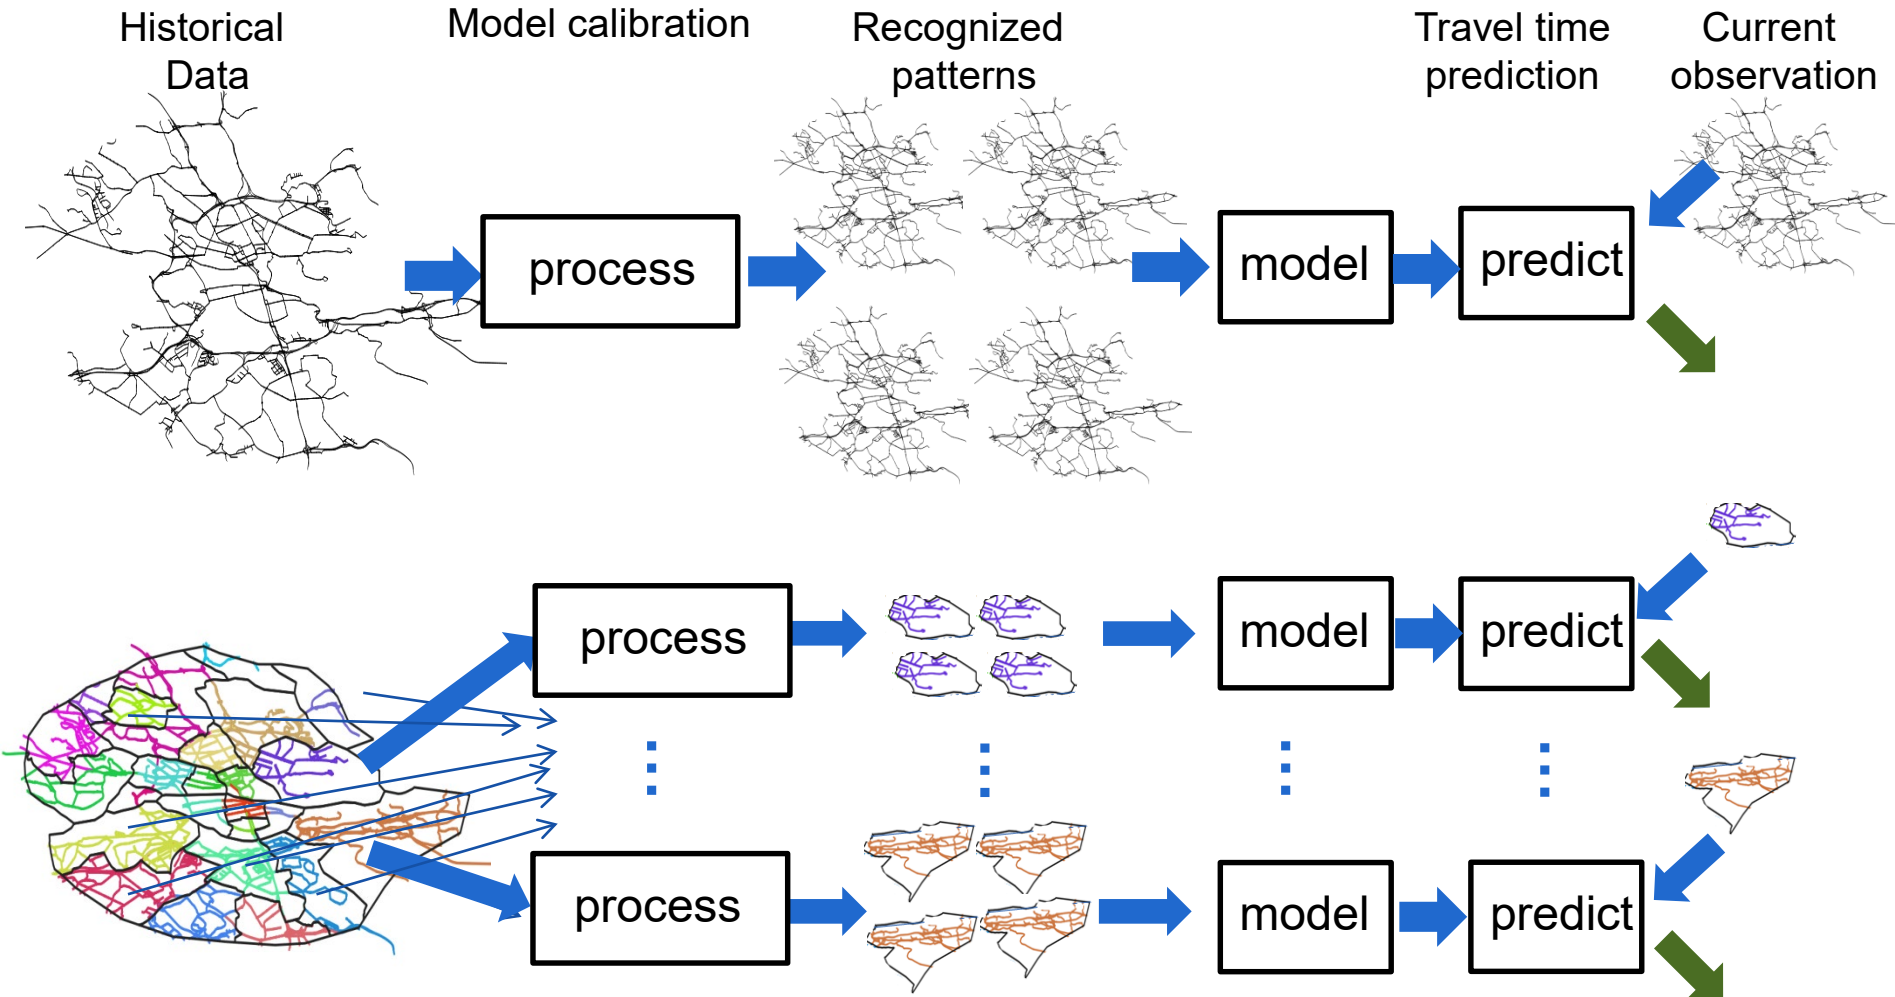 Historical
Data
Model calibration
Recognized
patterns
Travel time
prediction
Current
observation
process
model
predict
process
model
predict
process
model
predict